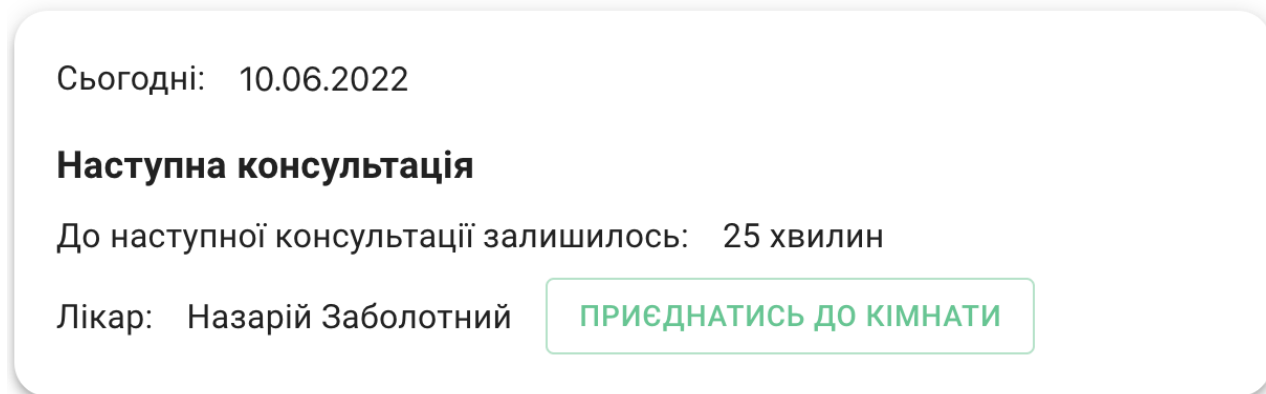 Сьогодні: 10.06.2022
Наступна консультація
До наступної консультації залишилось: 25 хвилин
Лікар: Назарій Заболотний ПРИЄДНАТИСЬ ДО КІМНАТИ